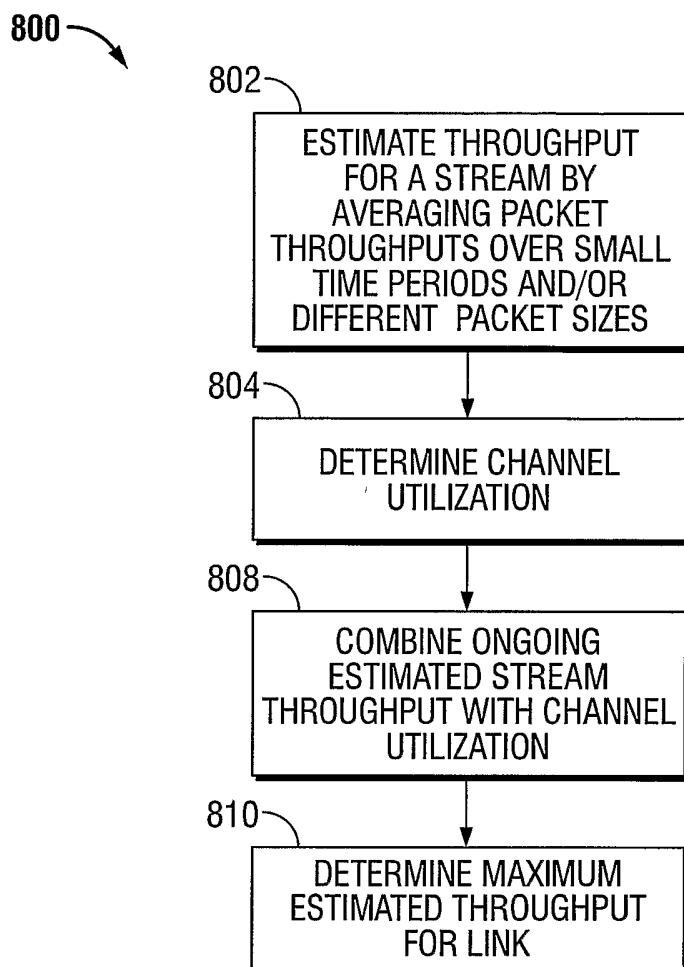 800
802
ESTIMATE THROUGHPUT
FOR A STREAM BY
AVERAGING PACKET
THROUGHPUTS OVER SMALL
TIME PERIODS AND/OR
DIFFERENT PACKET SIZES
804
DETERMINE CHANNEL
UTILIZATION
808
COMBINE ONGOING
ESTIMATED STREAM
THROUGHPUT WITH CHANNEL
UTILIZATION
810
DETERMINE MAXIMUM
ESTIMATED THROUGHPUT
FOR LINK